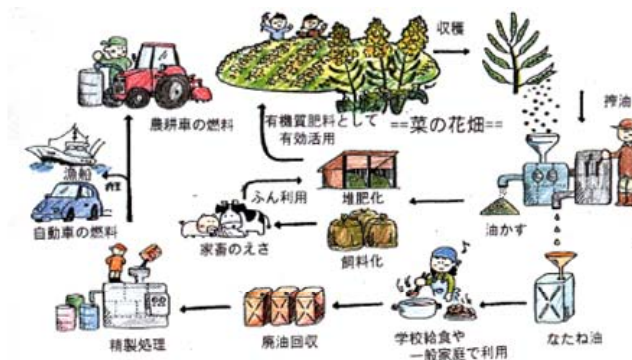 収穫
搾油
農耕車の燃料
有機質肥料として
有効活用
==菜の花畑==
漁船
自動車の燃料
ふん利用
堆肥化
油かす
家畜のえさ
飼料化
精製処理
廃油回収
学校給食や
一般家庭で利用
なたね油